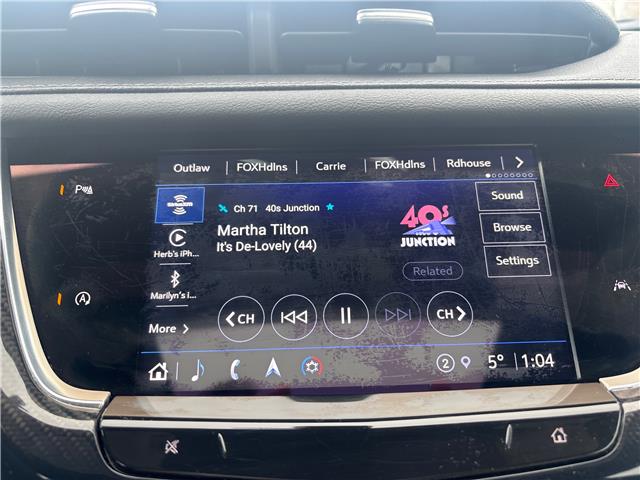 Outlaw FOXHdlns Carrie FOXHdlns Rdhouse
P
SiriusXM
Ch 71 40s Junction
40s
JUNCTION
Martha Tilton
It's De-Lovely (44)
Sound
Browse
Settings
Herb's iPh...
Related
A
Marilyn's i...
CH
CH
More
2
5° 1:04